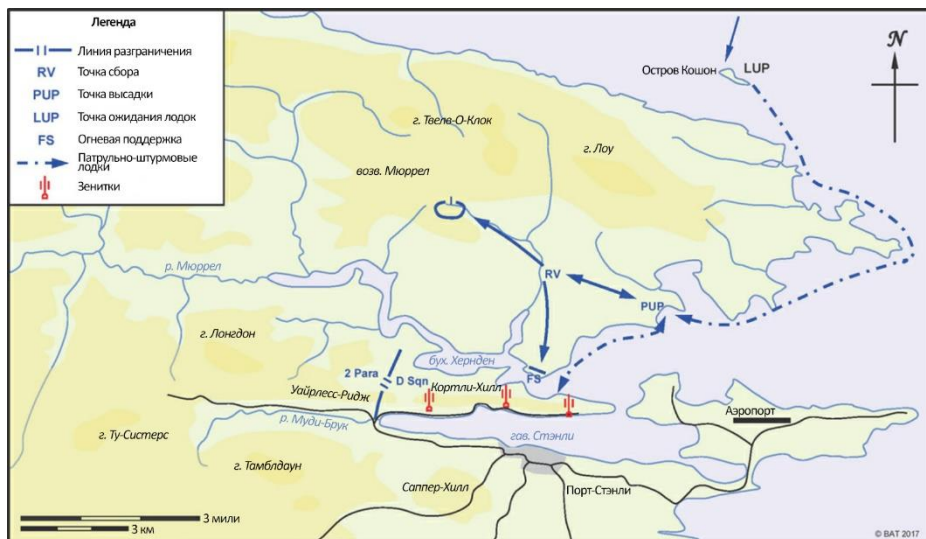 Легенда
Линия разграничения
RV Точка сбора
PUP Точка высадки
LUP Точка ожидания лодок
FS Огневая поддержка
Патрульно-штурмовые
лодки
Зенитки
Остров Кошон
LUP
N
г. Твелв-О-Клок
г. Лоу
возв. Мюррел
р. Мюррел
RV
PUP
г. Лонгдон
бух. Хернден
2 Para
D Sqn
FS
Кортли-Хилл
Уайрлесс-Ридж
Аэропорт
р. Муди-Брук
г. Ту-Систерс
гав. Стэнли
г. Тамблдаун
Саппер-Хилл
Порт-Стэнли
3 мили
3 км
© BAT 2017